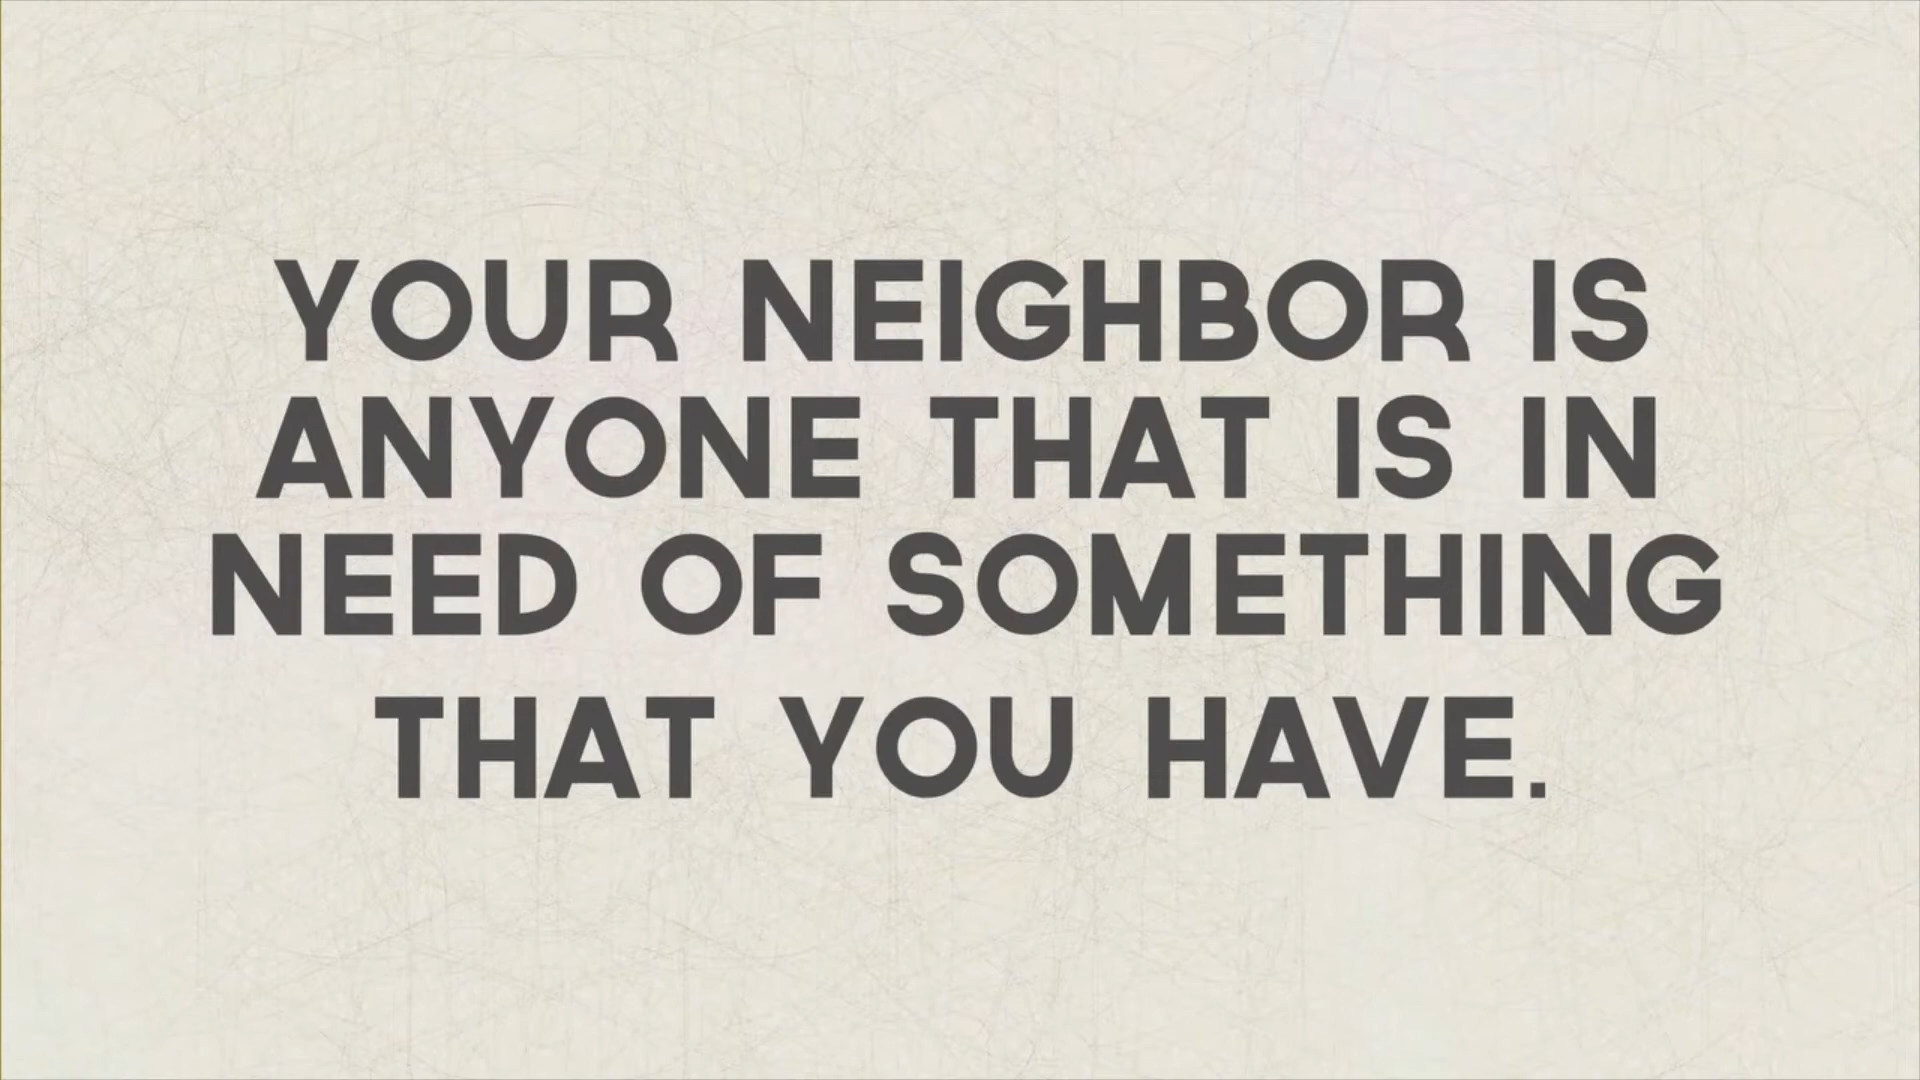 YOUR NEIGHBOR IS
ANYONE THAT IS IN
NEED OF SOMETHING
THAT YOU HAVE.